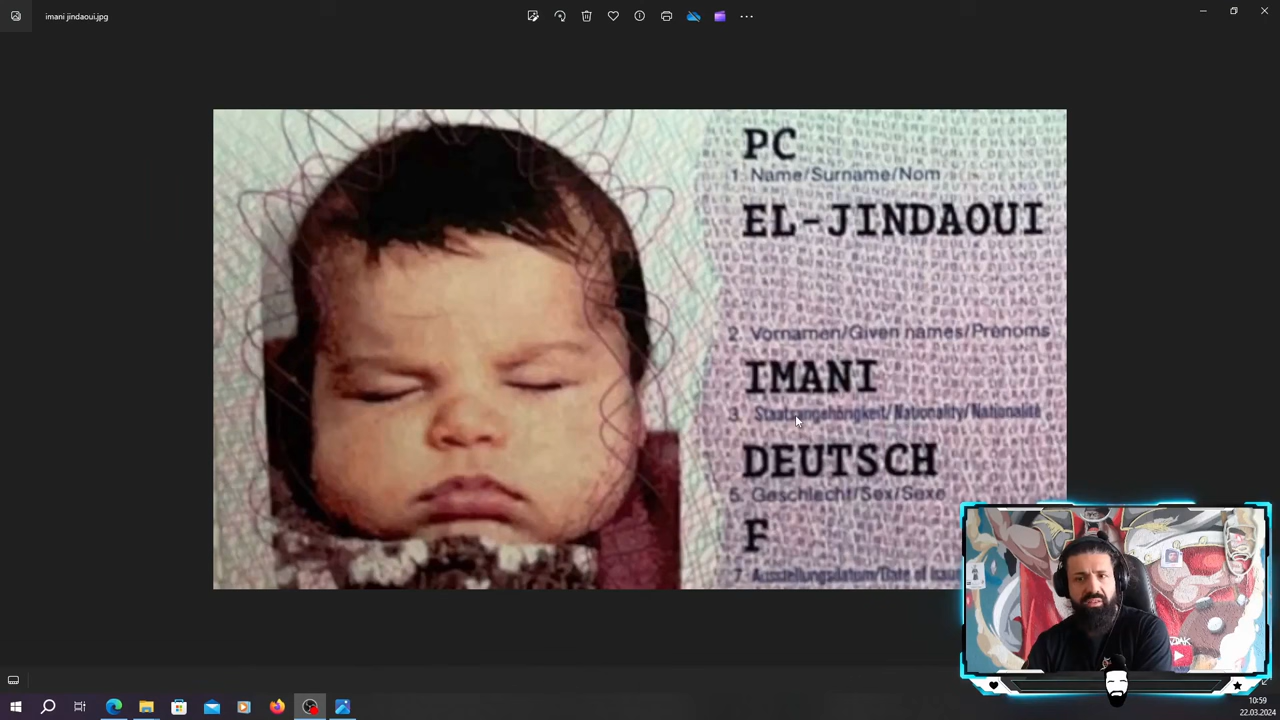 imani jindaoui.jpg
PC
1. Name/Surname/Nom
EL-JINDAOUI
2. Vornamen/Given names/Prénoms
IMANI
3. Staatsangehörigkeit/Nationality/Nationalité
DEUTSCH
5. Geschlecht/Sex/Sexe
F
7. Ausstellungsdatum/Date of issue
10:59
22.03.2024